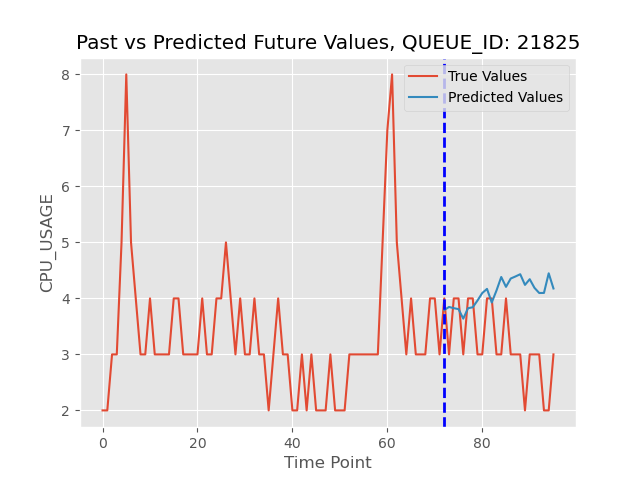 Past vs Predicted Future Values, QUEUE_ID: 21825
True Values
Predicted Values
8
7
6
5
4
3
2
CPU_USAGE
0 20 40 60 80
Time Point